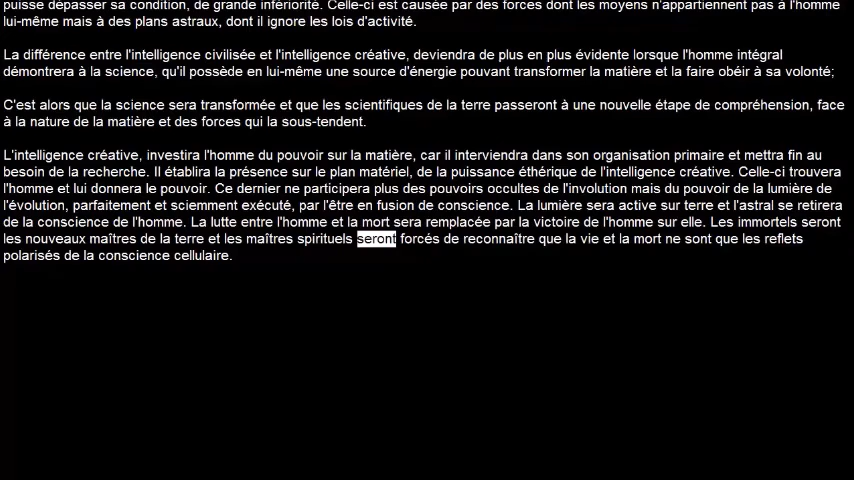 puisse dépasser sa condition, de grande infériorité. Celle-ci est causée par des forces dont les moyens n'appartiennent pas à l'homme
lui-même mais à des plans astraux, dont il ignore les lois d'activité.
La différence entre l'intelligence civilisée et l'intelligence créative, deviendra de plus en plus évidente lorsque l'homme intégral
démontrera à la science, qu'il possède en lui-même une source d'énergie pouvant transformer la matière et la faire obéir à sa volonté;
C'est alors que la science sera transformée et que les scientifiques de la terre passeront à une nouvelle étape de compréhension, face
à la nature de la matière et des forces qui la sous-tendent.
L'intelligence créative, investira l'homme du pouvoir sur la matière, car il interviendra dans son organisation primaire et mettra fin au
besoin de la recherche. Il établira la présence sur le plan matériel, de la puissance éthérique de l'intelligence créative. Celle-ci trouvera
l'homme et lui donnera le pouvoir. Ce dernier ne participera plus des pouvoirs occultes de l'involution mais du pouvoir de la lumière de
l'évolution, parfaitement et sciemment exécuté, par l'être en fusion de conscience. La lumière sera active sur terre et l'astral se retirera
de la conscience de l'homme. La lutte entre l'homme et la mort sera remplacée par la victoire de l'homme sur elle. Les immortels seront
les nouveaux maîtres de la terre et les maîtres spirituels seront forcés de reconnaître que la vie et la mort ne sont que les reflets
polarisés de la conscience cellulaire.